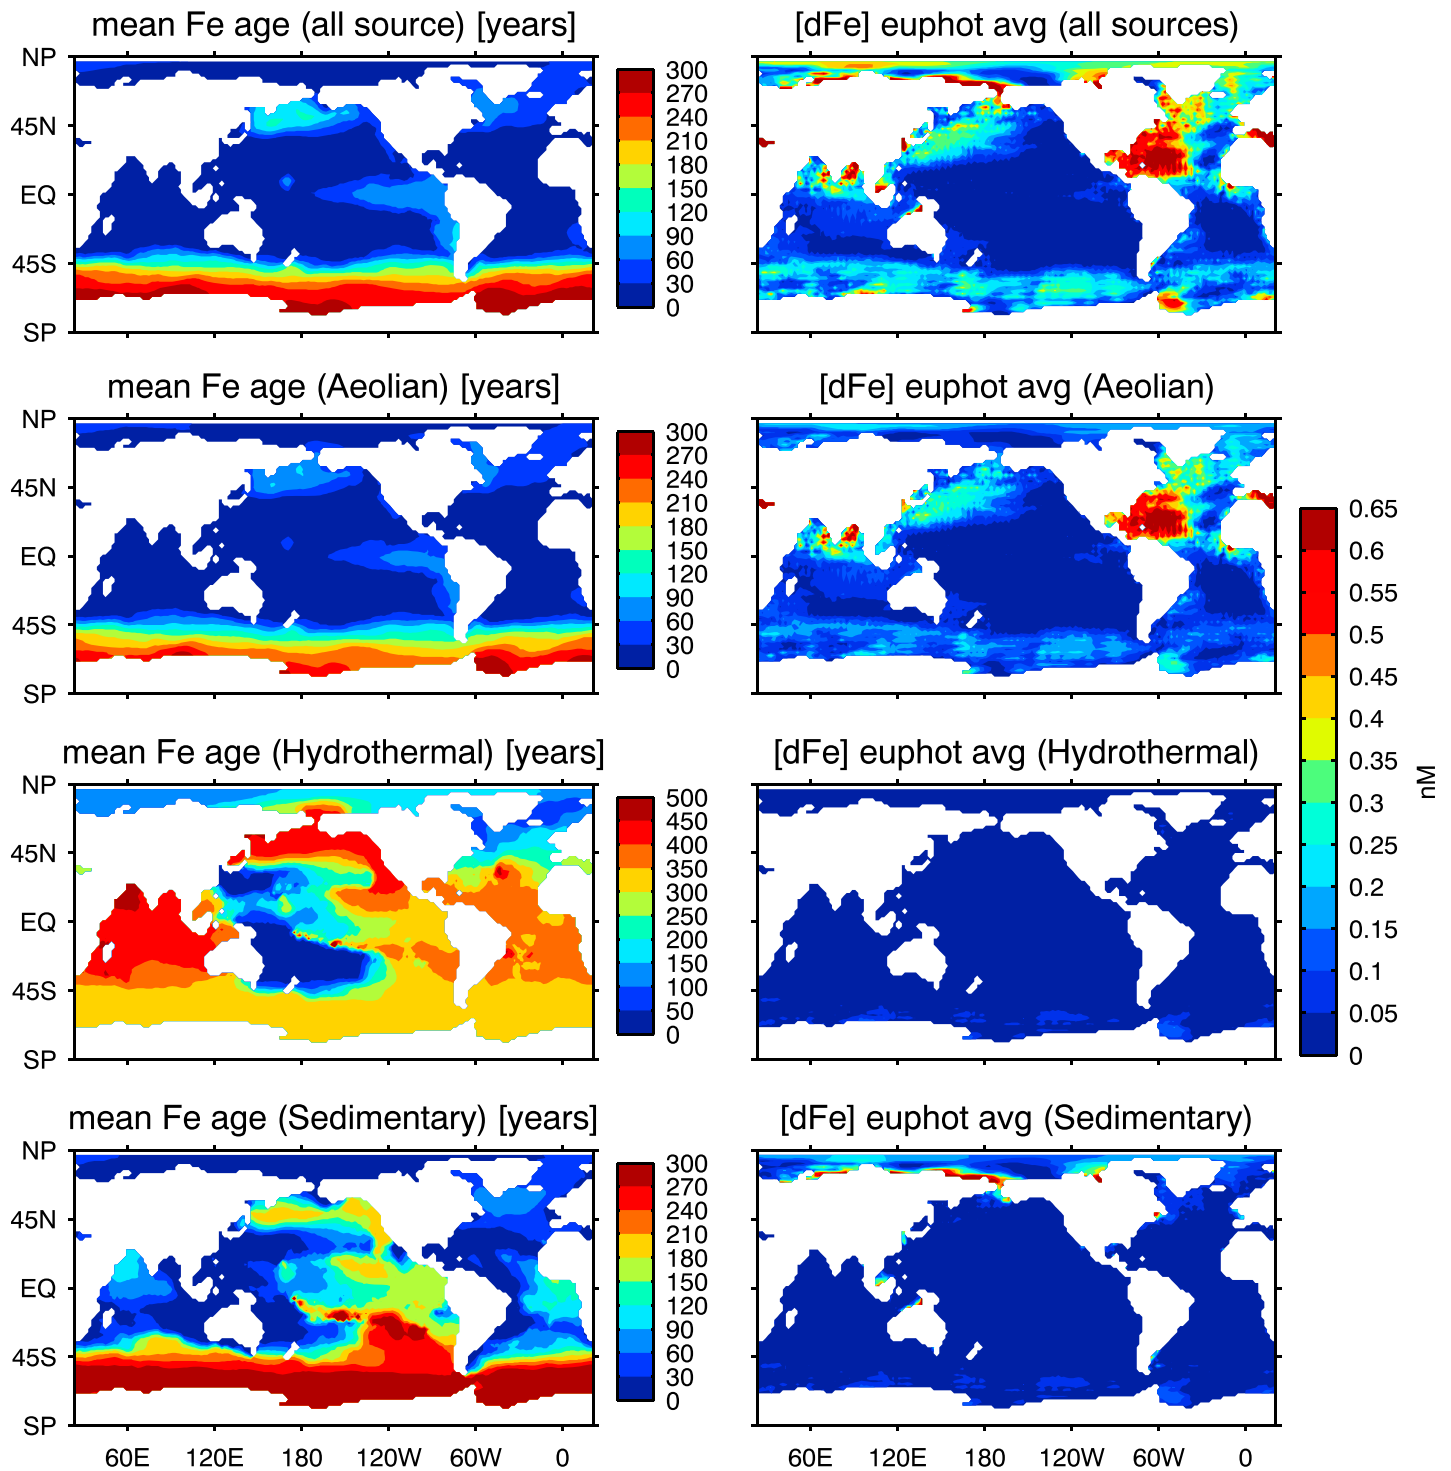 mean Fe age (all source) [years]
[dFe] euphot avg (all sources)
NP
45N
EQ
45S
SP
300
270
240
210
180
150
120
90
60
30
0
mean Fe age (Aeolian) [years]
[dFe] euphot avg (Aeolian)
NP
45N
EQ
45S
SP
300
270
240
210
180
150
120
90
60
30
0
mean Fe age (Hydrothermal) [years]
[dFe] euphot avg (Hydrothermal)
NP
45N
EQ
45S
SP
500
450
400
350
300
250
200
150
100
50
0
0.65
0.6
0.55
0.5
0.45
0.4
0.35
0.3
0.25
0.2
0.15
0.1
0.05
0
nM
mean Fe age (Sedimentary) [years]
[dFe] euphot avg (Sedimentary)
NP
45N
EQ
45S
SP
300
270
240
210
180
150
120
90
60
30
0
60E 120E 180 120W 60W 0
60E 120E 180 120W 60W 0